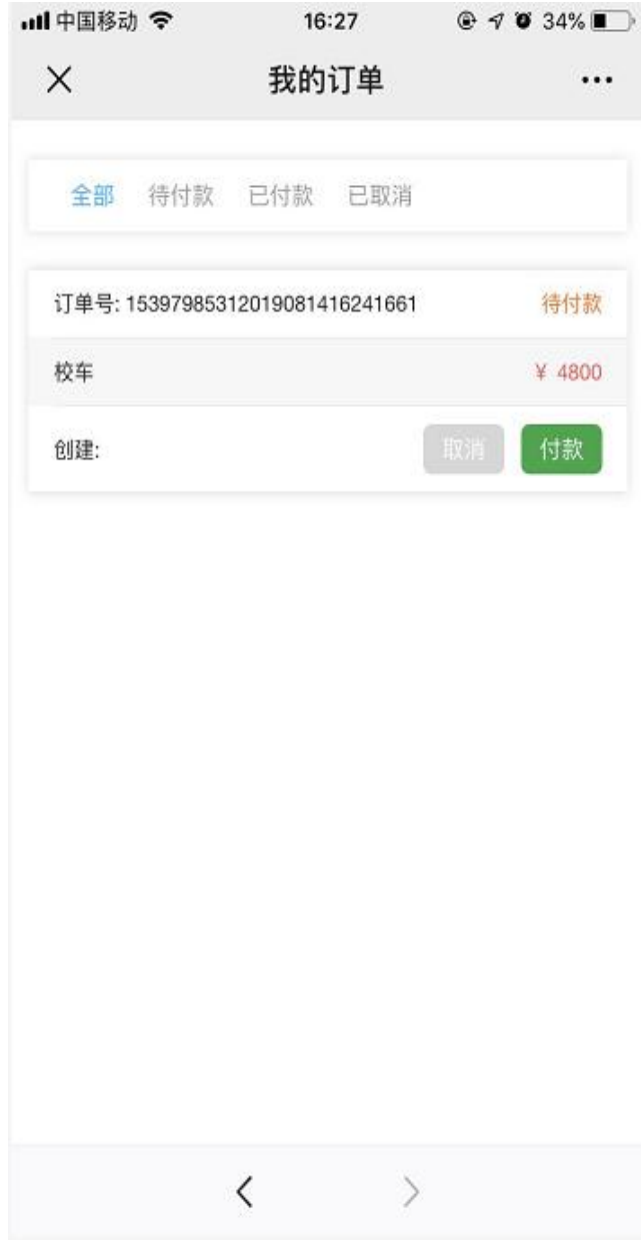 中国移动 16:27 34%
我的订单
全部 待付款 已付款 已取消
订单号: 15397985312019081416241661 待付款
校车 ¥ 4800
创建: 取消 付款